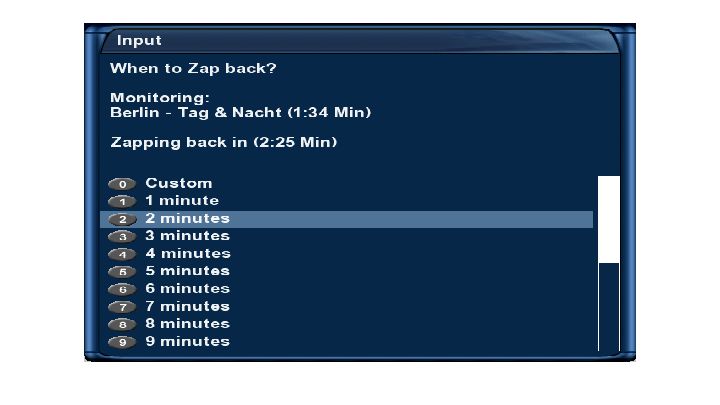 Input
When to Zap back?
Monitoring:
Berlin - Tag & Nacht (1:34 Min)
Zapping back in (2:25 Min)
0 Custom
1 1 minute
2 2 minutes
3 3 minutes
4 4 minutes
5 5 minutes
6 6 minutes
7 7 minutes
8 8 minutes
9 9 minutes